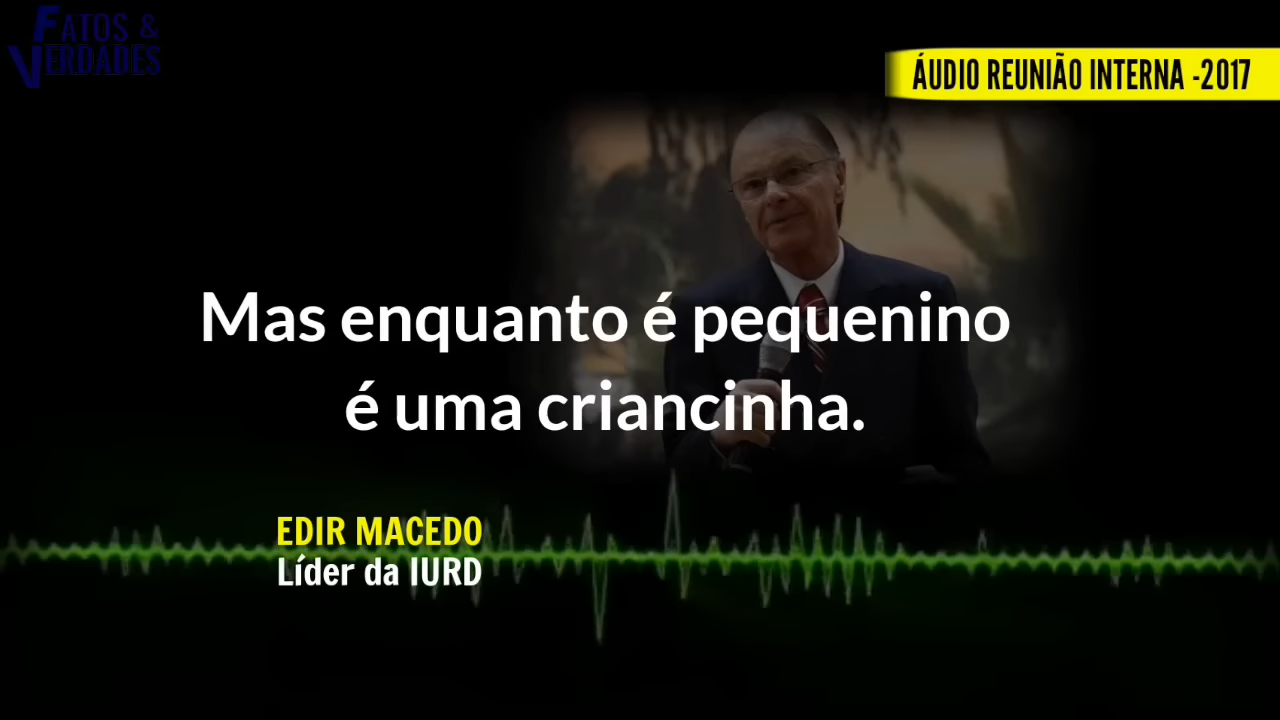 FATOS &
VERDADES
ÁUDIO REUNIÃO INTERNA -2017
Mas enquanto é pequenino
é uma criancinha.
EDIR MACEDO
Líder da IURD